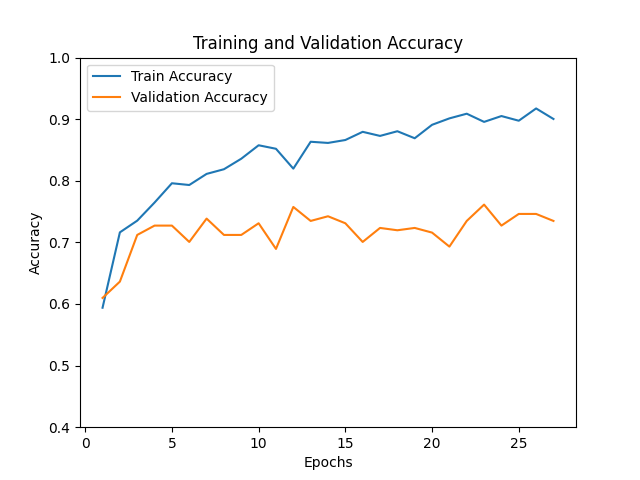 Training and Validation Accuracy
Train Accuracy
Validation Accuracy
1.0
0.9
0.8
0.7
0.6
0.5
0.4
Accuracy
0 5 10 15 20 25
Epochs